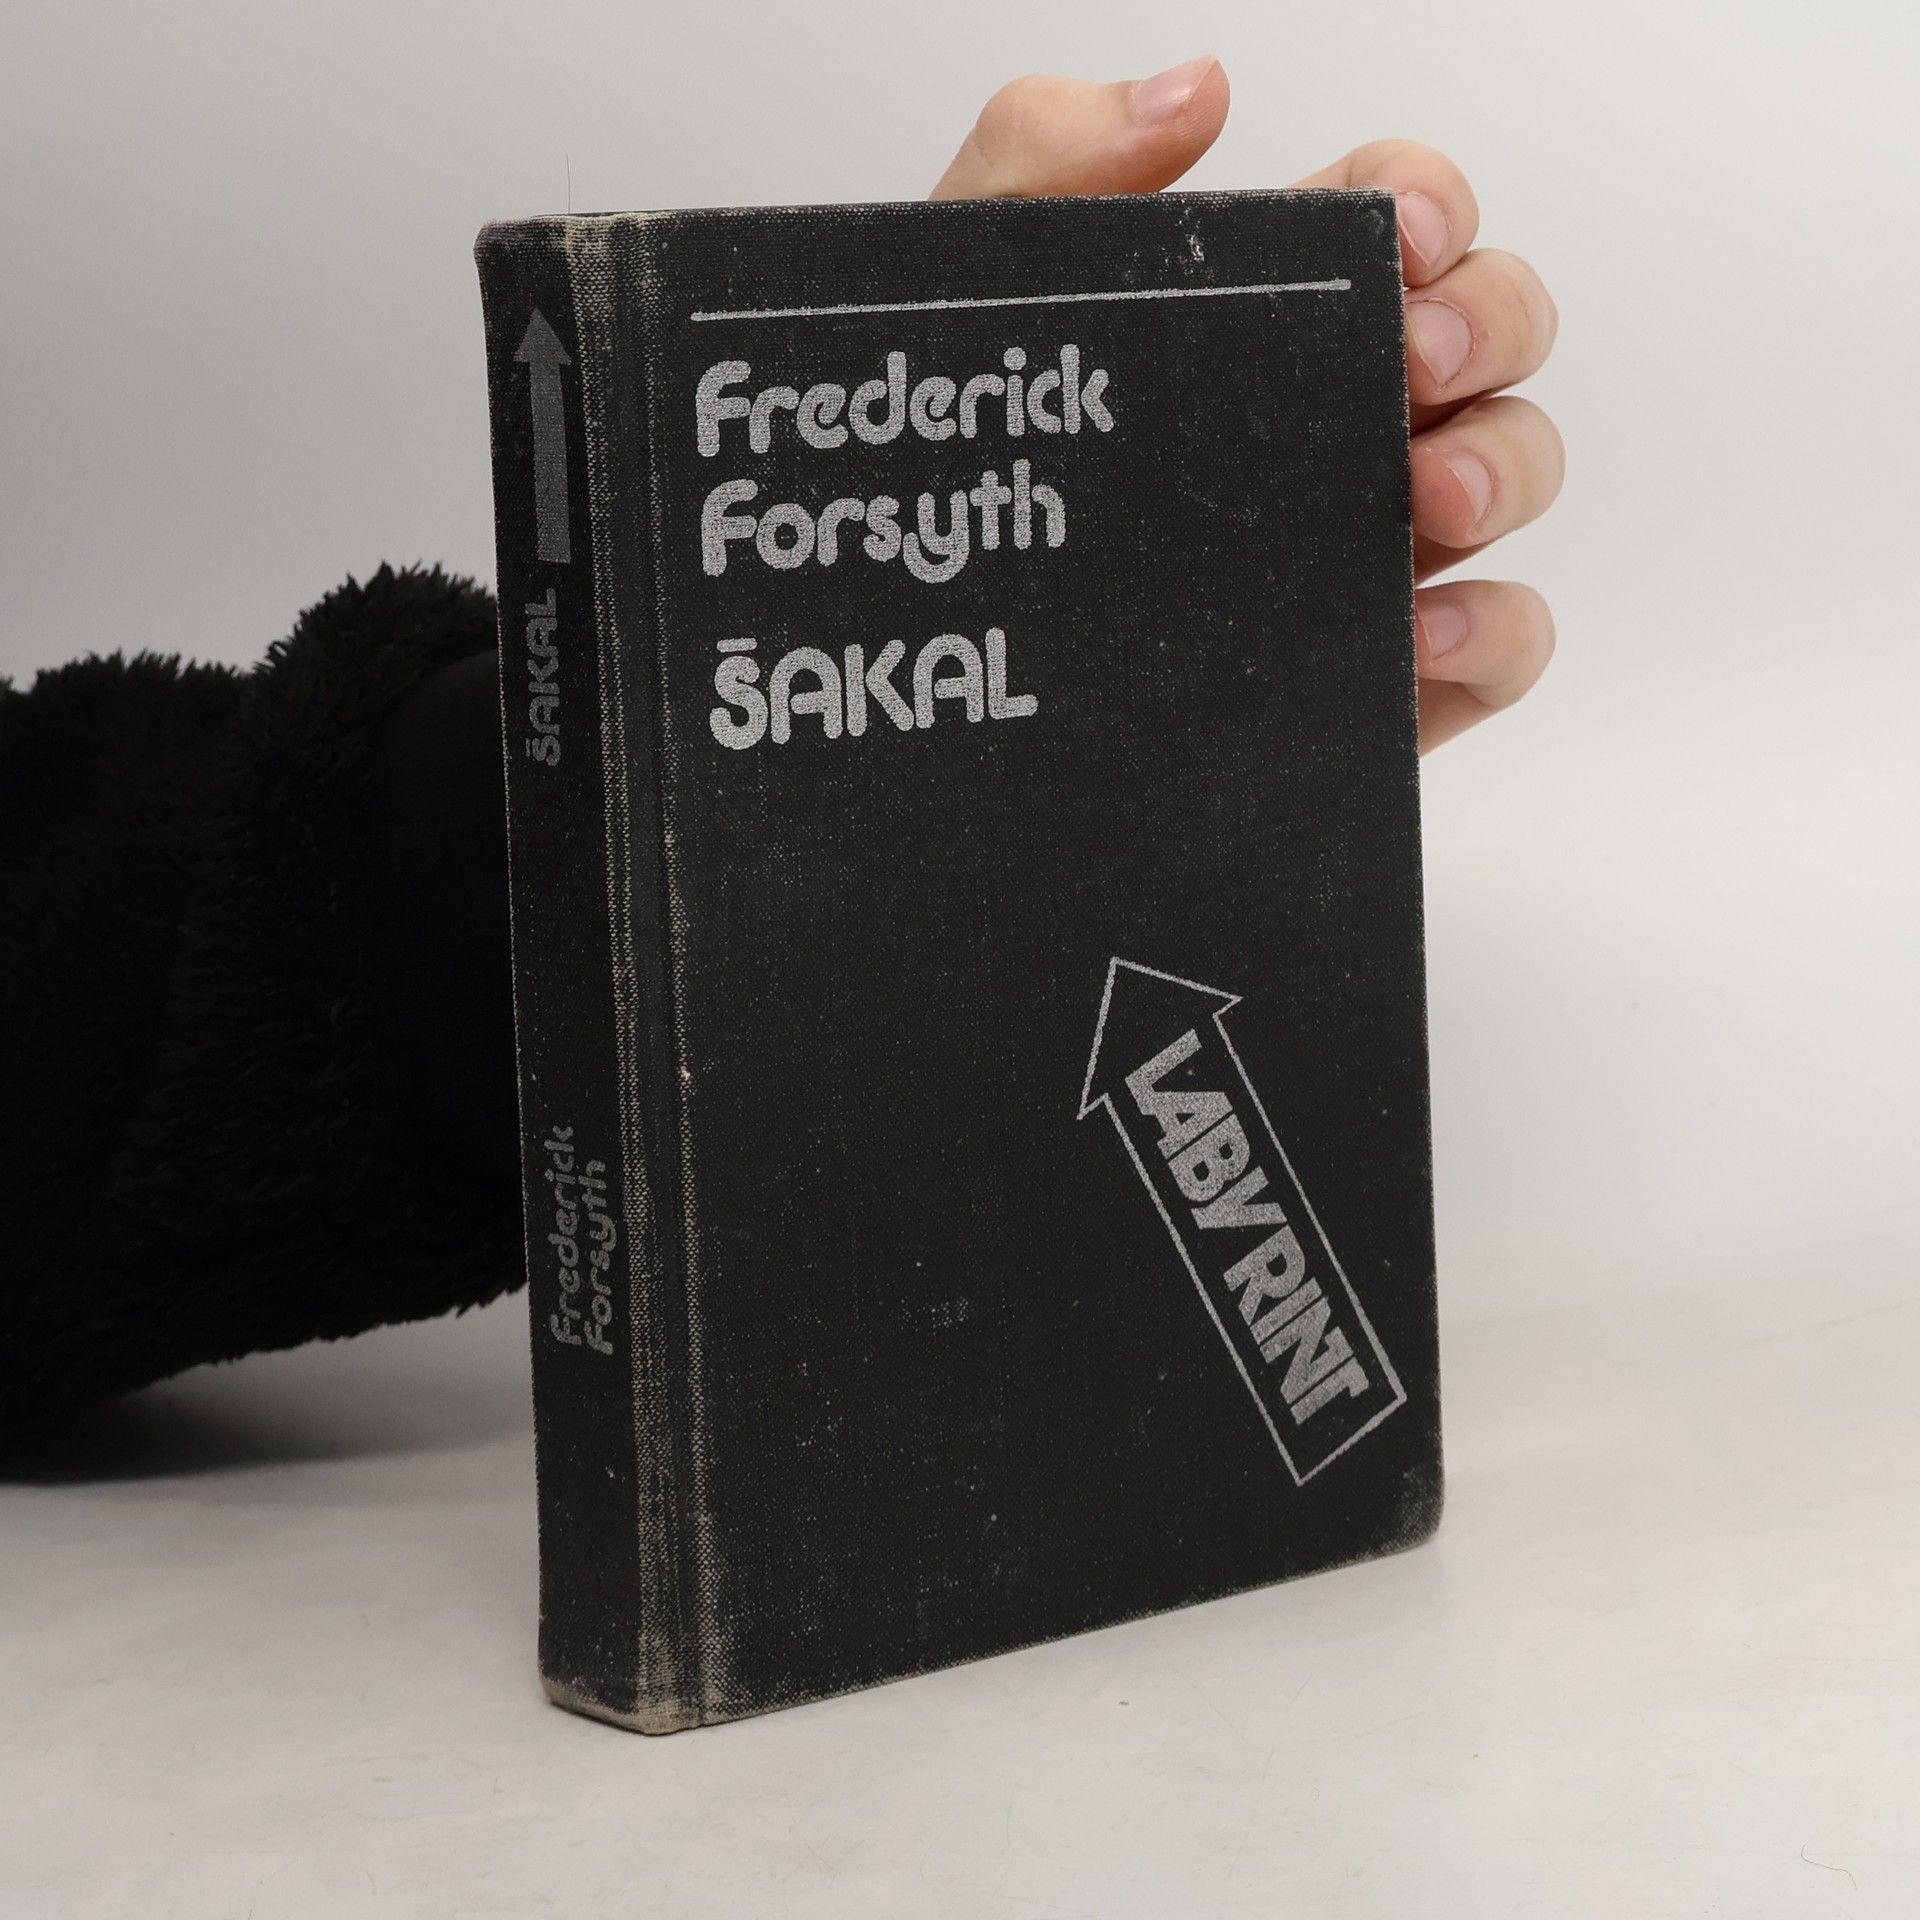 Frederick
Forsyth
ŠAKAL
LABYRINT
ŠAKAL
Frederick
Forsyth